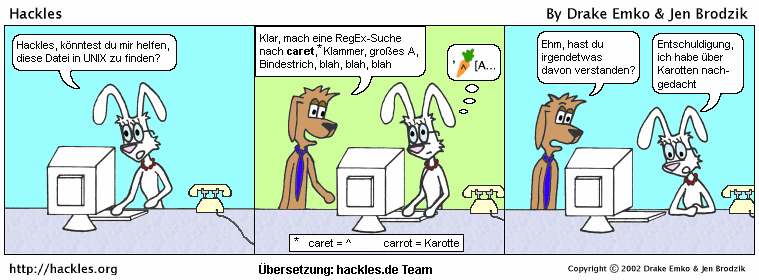 Hackles
By Drake Emko & Jen Brodzik
Hackles, könntest du mir helfen,
diese Datei in UNIX zu finden?
Klar, mach eine RegEx-Suche
nach caret,* Klammer, großes A,
Bindestrich, blah, blah, blah
'^ [A...
* caret = ^ carrot = Karotte
Ehm, hast du
irgendetwas
davon verstanden?
Entschuldigung,
ich habe über
Karotten nach-
gedacht
http://hackles.org
Übersetzung: hackles.de Team
Copyright © 2002 Drake Emko & Jen Brodzik